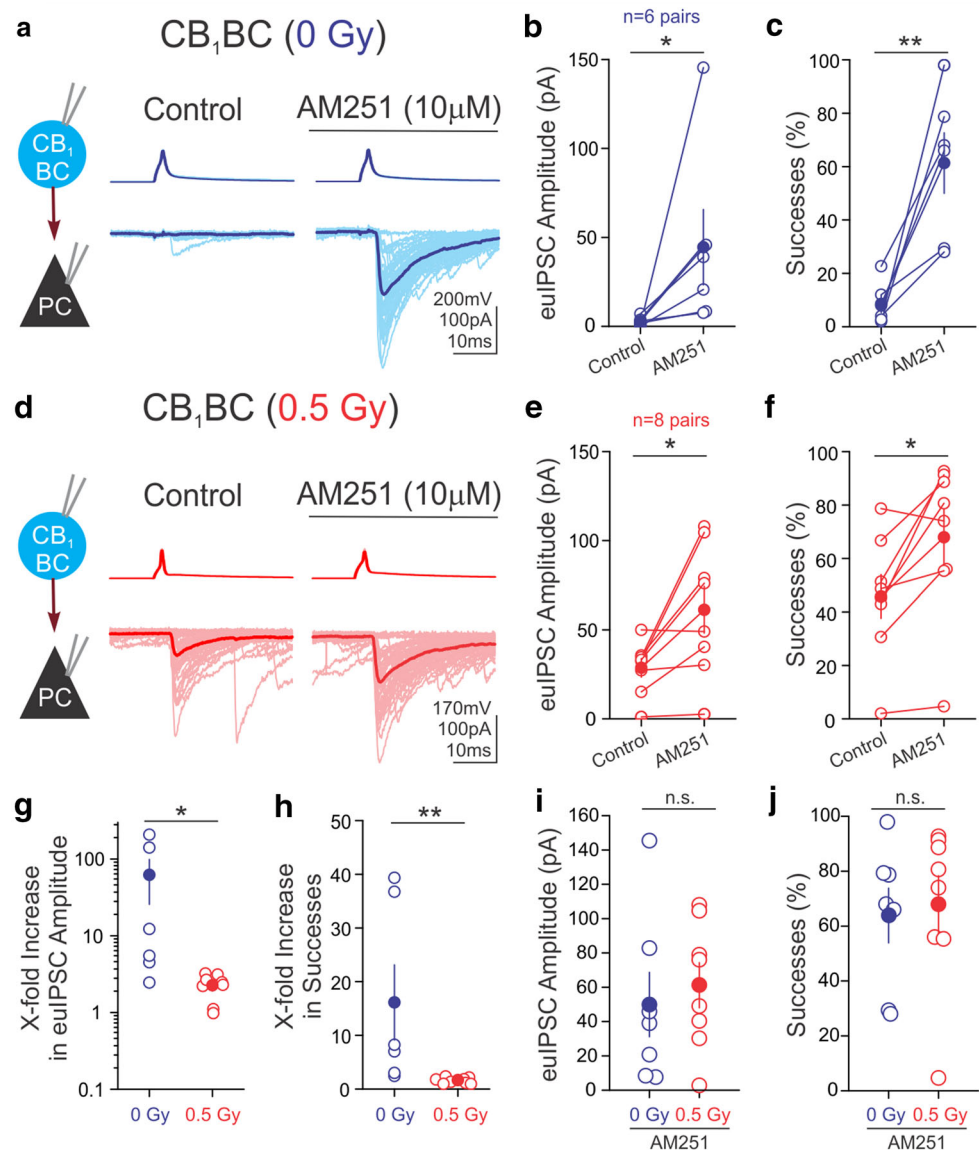 a
CB₁BC (0 Gy)
Control
AM251 (10μM)
CB₁
BC
PC
200mV
100pA
10ms
b
n=6 pairs
*
euIPSC Amplitude (pA)
150
100
50
0
Control
AM251
c
**
Successes (%)
100
80
60
40
20
0
Control
AM251
d
CB₁BC (0.5 Gy)
Control
AM251 (10μM)
CB₁
BC
PC
170mV
100pA
10ms
e
n=8 pairs
*
euIPSC Amplitude (pA)
150
100
50
0
Control
AM251
f
*
Successes (%)
100
80
60
40
20
0
Control
AM251
g
*
X-fold Increase
in euIPSC Amplitude
100
10
1
0.1
0 Gy
0.5 Gy
h
**
X-fold Increase
in Successes
50
40
30
20
10
0
0 Gy
0.5 Gy
i
n.s.
euIPSC Amplitude (pA)
160
140
120
100
80
60
40
20
0
0 Gy
0.5 Gy
AM251
j
n.s.
Successes (%)
100
80
60
40
20
0
0 Gy
0.5 Gy
AM251